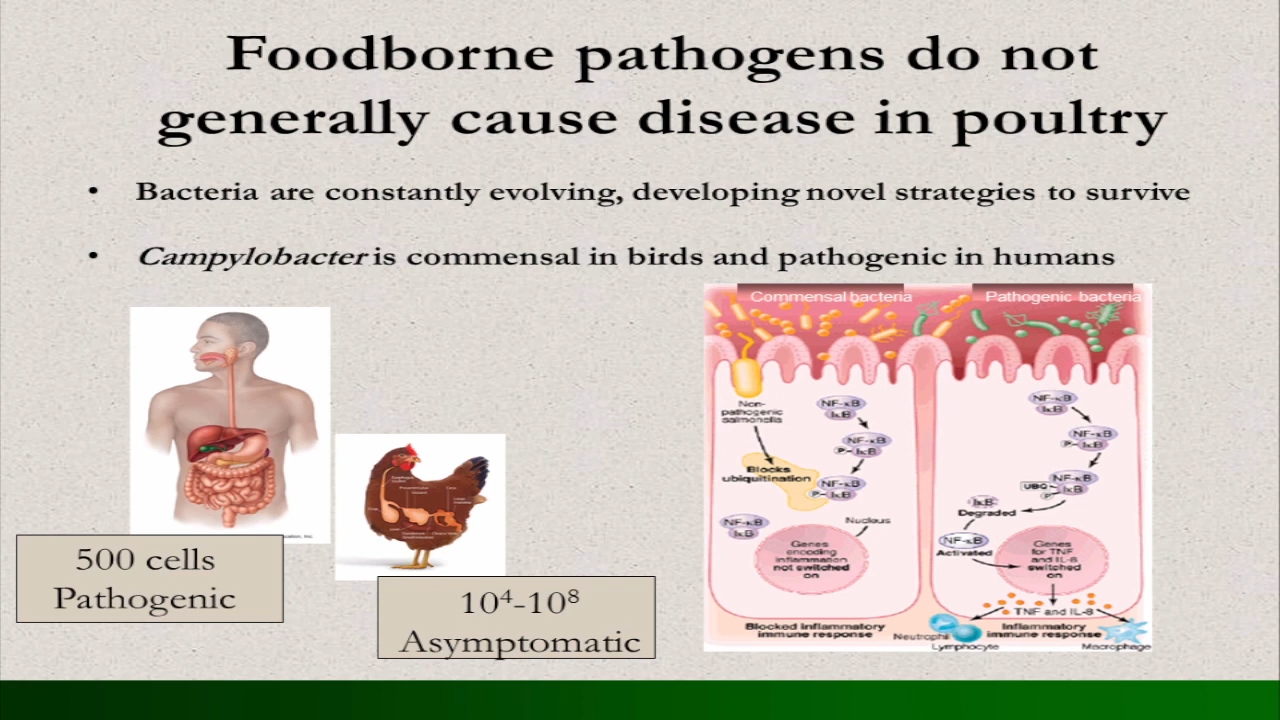 Foodborne pathogens do not
generally cause disease in poultry
• Bacteria are constantly evolving, developing novel strategies to survive
• Campylobacter is commensal in birds and pathogenic in humans
500 cells
Pathogenic
10⁴-10⁸
Asymptomatic
Commensal bacteria
Non-
pathogenic
salmonella
NF-κB
IκB
NF-κB
P- IκB
Blocks
ubiquitination
NF-κB
P- IκB
NF-κB
IκB
Nucleus
Genes
encoding
inflammation
not switched
on
Blocked inflammatory
immune response
Pathogenic bacteria
NF-κB
IκB
NF-κB
P- IκB
NF-κB
UBQ IκB
P
IκB
Degraded
NF-κB
Activated
Genes
for TNF
and IL-8
switched
on
TNF and IL-8
Neutrophil
Inflammatory
immune response
Lymphocyte
Macrophage